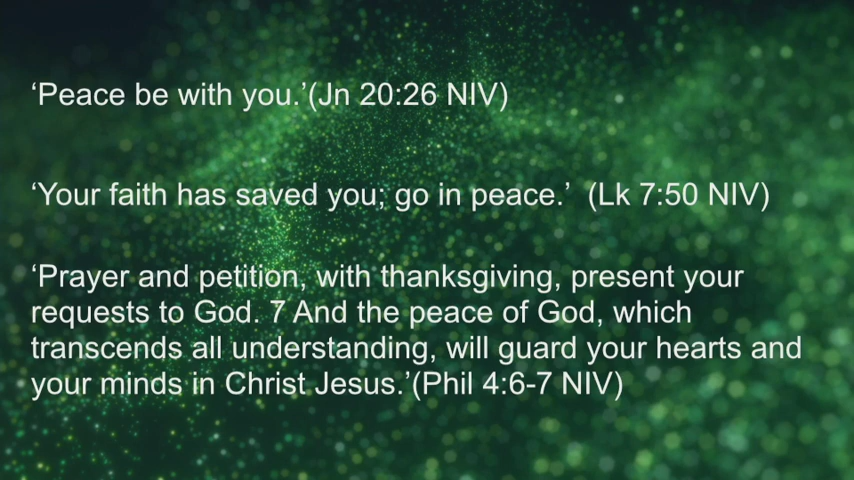 ‘Peace be with you.’(Jn 20:26 NIV)
‘Your faith has saved you; go in peace.’  (Lk 7:50 NIV)
‘Prayer and petition, with thanksgiving, present your
requests to God. 7 And the peace of God, which
transcends all understanding, will guard your hearts and
your minds in Christ Jesus.’(Phil 4:6-7 NIV)